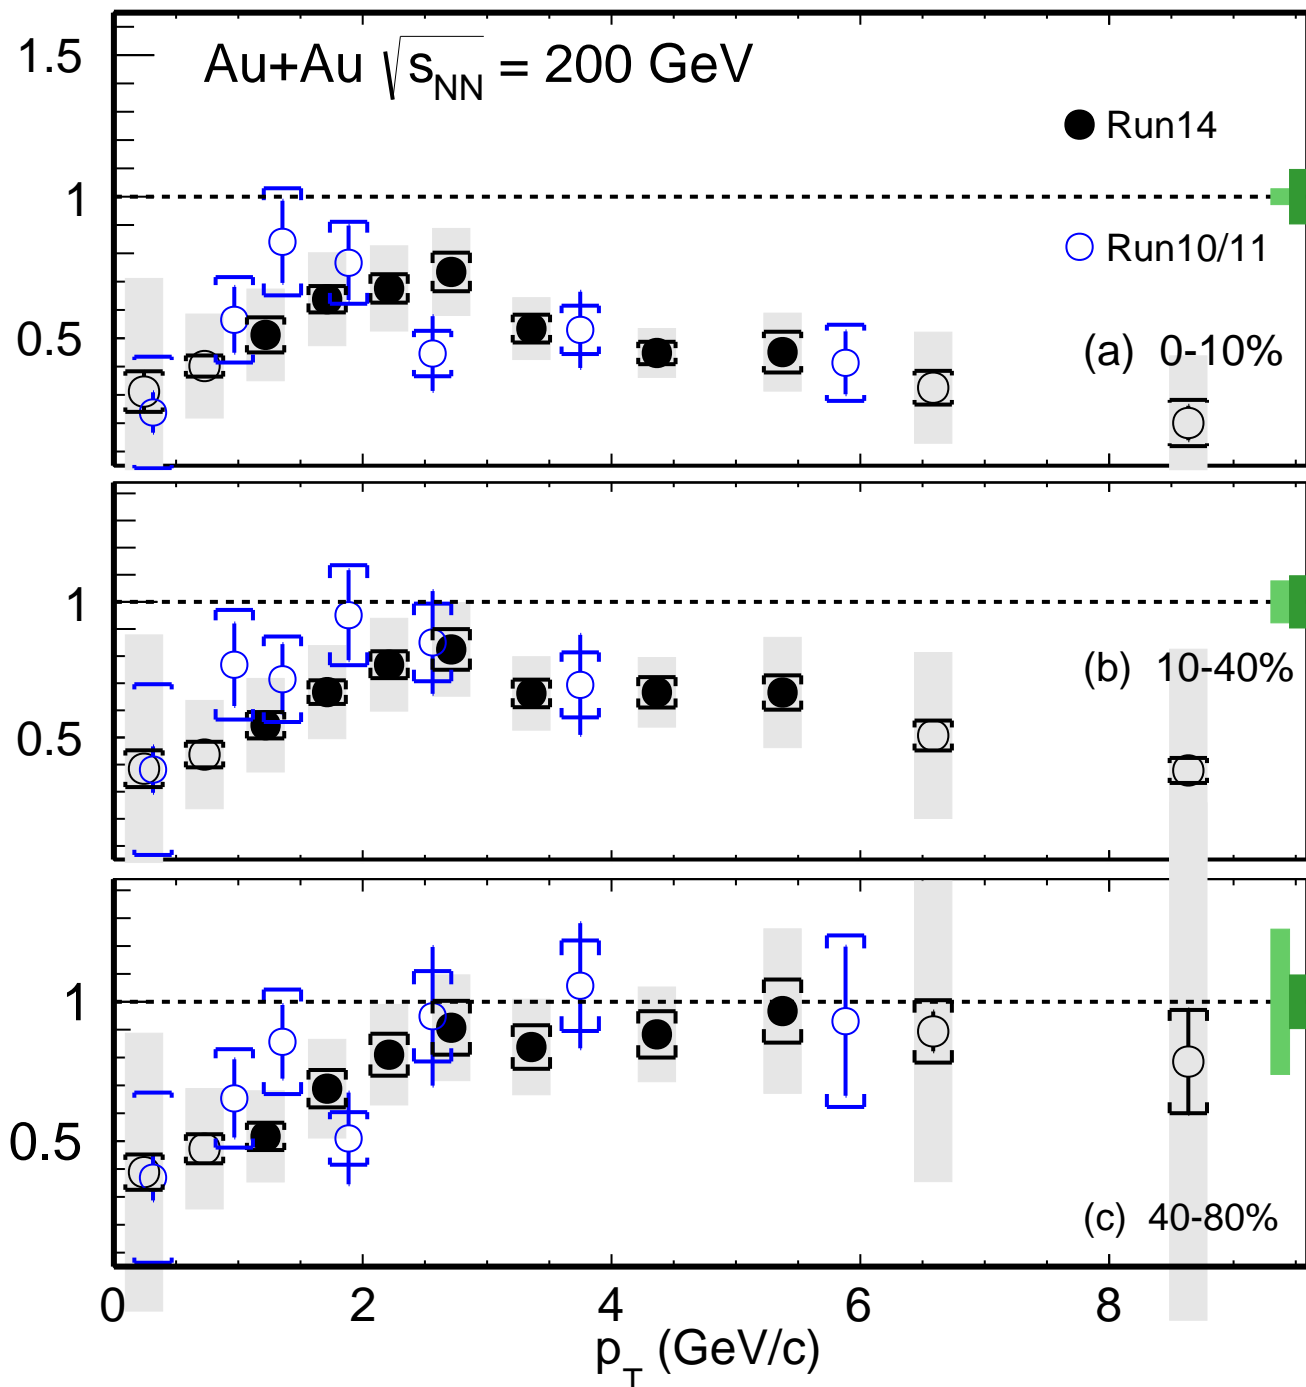 Au+Au √sNN = 200 GeV
Run14
Run10/11
(a) 0-10%
1.5
1
0.5
(b) 10-40%
1
0.5
(c) 40-80%
1
0.5
0 2 4 6 8
pT (GeV/c)